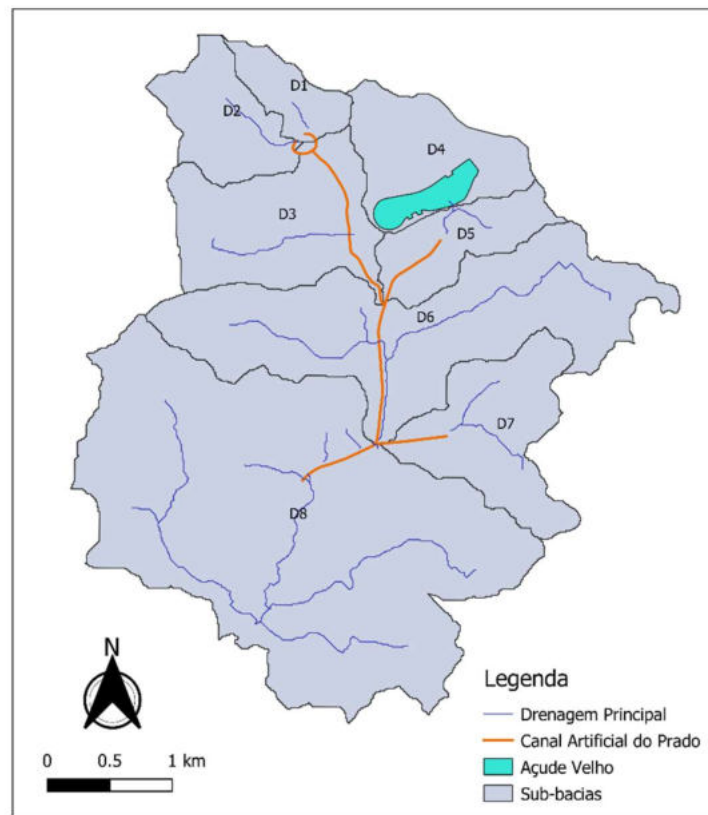 D1
D2
D4
D3
D5
D6
D7
D8
N
0 0.5 1 km
Legenda
Drenagem Principal
Canal Artificial do Prado
Açude Velho
Sub-bacias